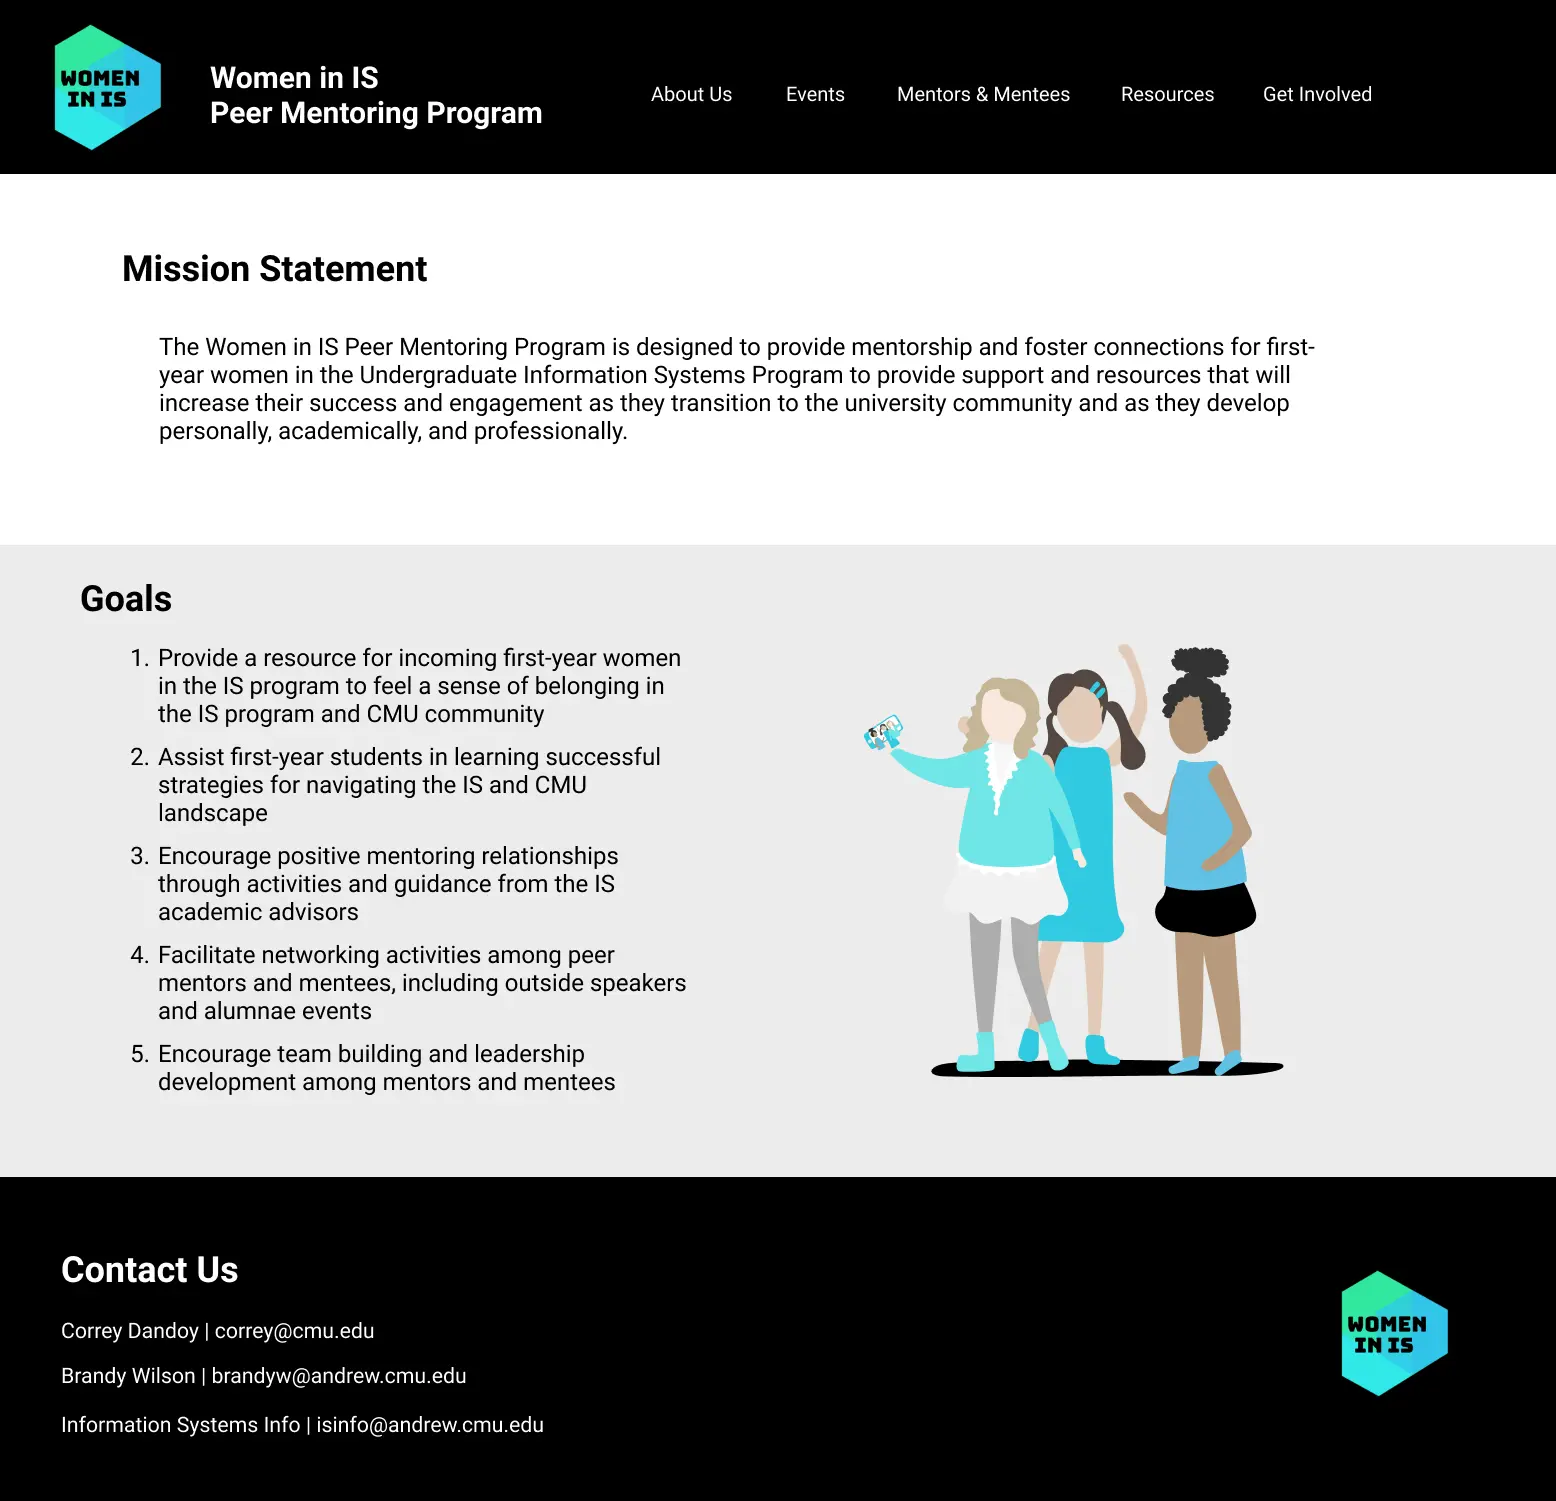 WOMEN
IN IS
Women in IS
Peer Mentoring Program
About Us Events Mentors & Mentees Resources Get Involved
Mission Statement
The Women in IS Peer Mentoring Program is designed to provide mentorship and foster connections for first-
year women in the Undergraduate Information Systems Program to provide support and resources that will
increase their success and engagement as they transition to the university community and as they develop
personally, academically, and professionally.
Goals
1. Provide a resource for incoming first-year women
in the IS program to feel a sense of belonging in
the IS program and CMU community
2. Assist first-year students in learning successful
strategies for navigating the IS and CMU
landscape
3. Encourage positive mentoring relationships
through activities and guidance from the IS
academic advisors
4. Facilitate networking activities among peer
mentors and mentees, including outside speakers
and alumnae events
5. Encourage team building and leadership
development among mentors and mentees
Contact Us
Correy Dandoy | correy@cmu.edu
Brandy Wilson | brandyw@andrew.cmu.edu
Information Systems Info | isinfo@andrew.cmu.edu
WOMEN
IN IS